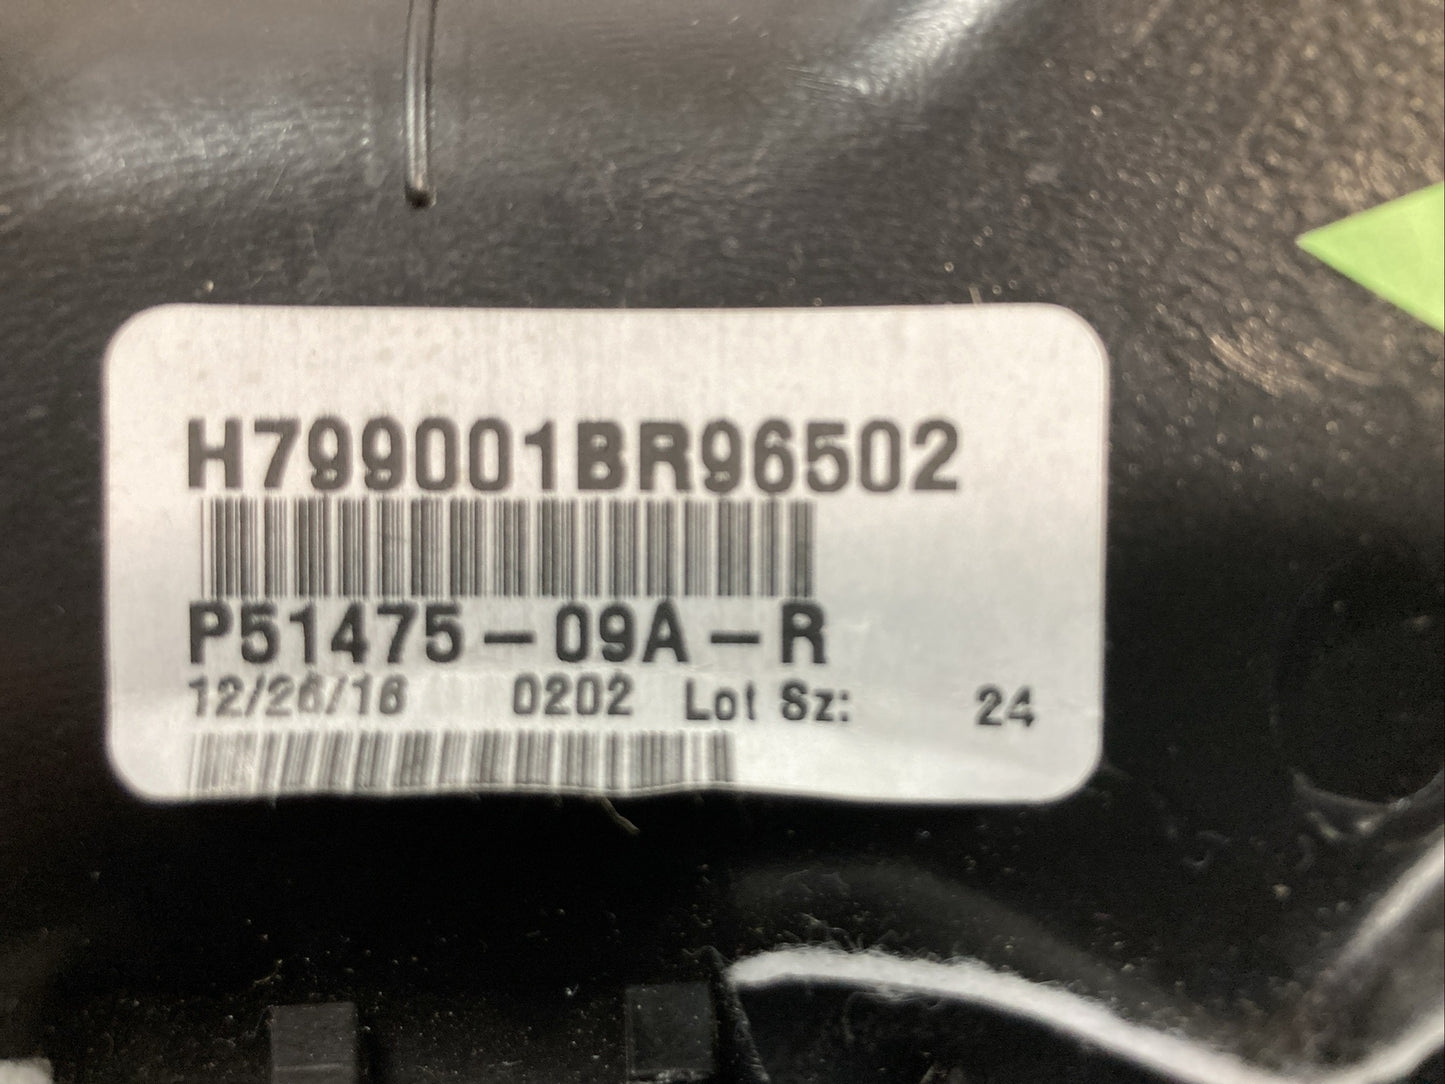 H799001BR96502
P51475-09A-R
12/26/16 0202 Lot Sz: 24